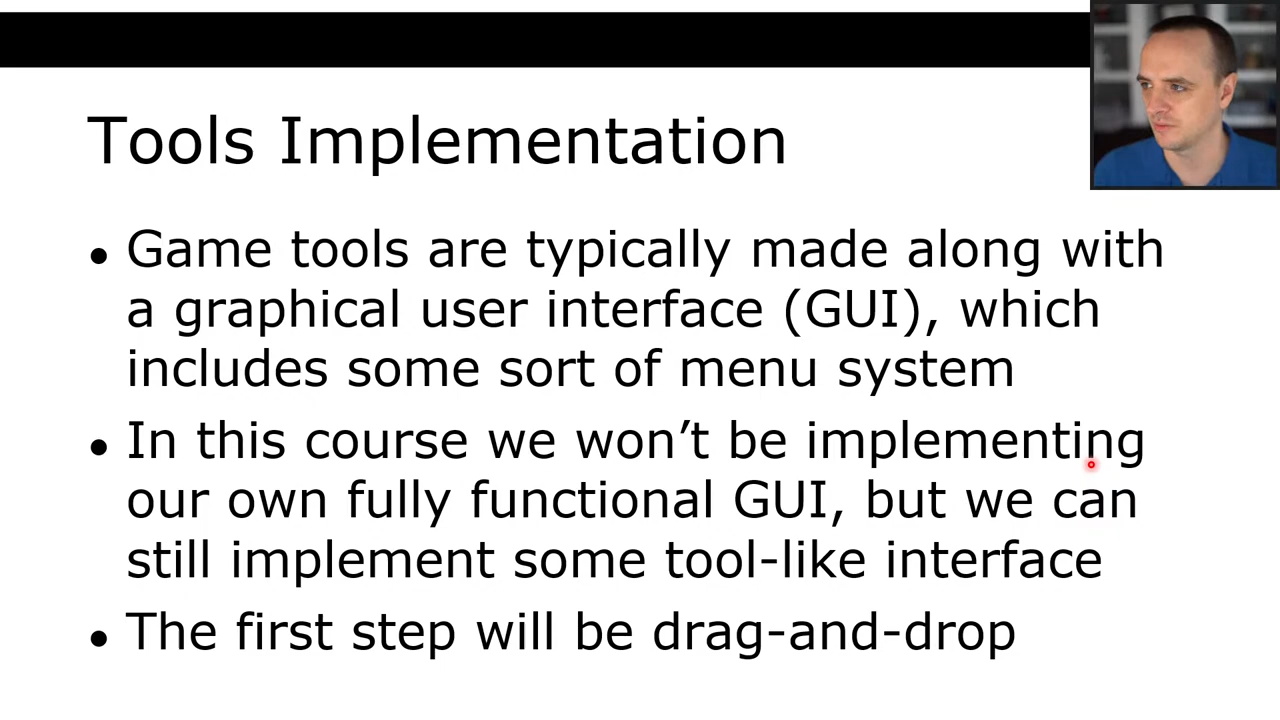 Tools Implementation
• Game tools are typically made along with
a graphical user interface (GUI), which
includes some sort of menu system
• In this course we won’t be implementing
our own fully functional GUI, but we can
still implement some tool-like interface
• The first step will be drag-and-drop